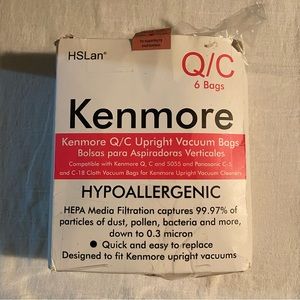 HSLan®
Q/C
6 Bags
Kenmore
Kenmore Q/C Upright Vacuum Bags
Bolsas para Aspiradoras Verticales
Compatible with Kenmore Q, C and 5055 and Panasonic C-5
and C-18 Cloth Vacuum Bags for Kenmore Upright Vacuum Cleaners
HYPOALLERGENIC
HEPA Media Filtration captures 99.97% of
particles of dust, pollen, bacteria and more,
down to 0.3 micron
• Quick and easy to replace
Designed to fit Kenmore upright vacuums